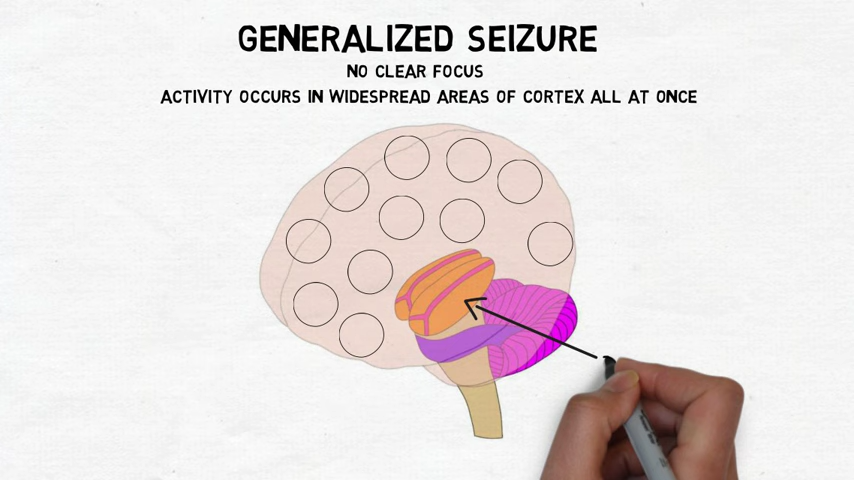 GENERALIZED SEIZURE
NO CLEAR FOCUS
ACTIVITY OCCURS IN WIDESPREAD AREAS OF CORTEX ALL AT ONCE